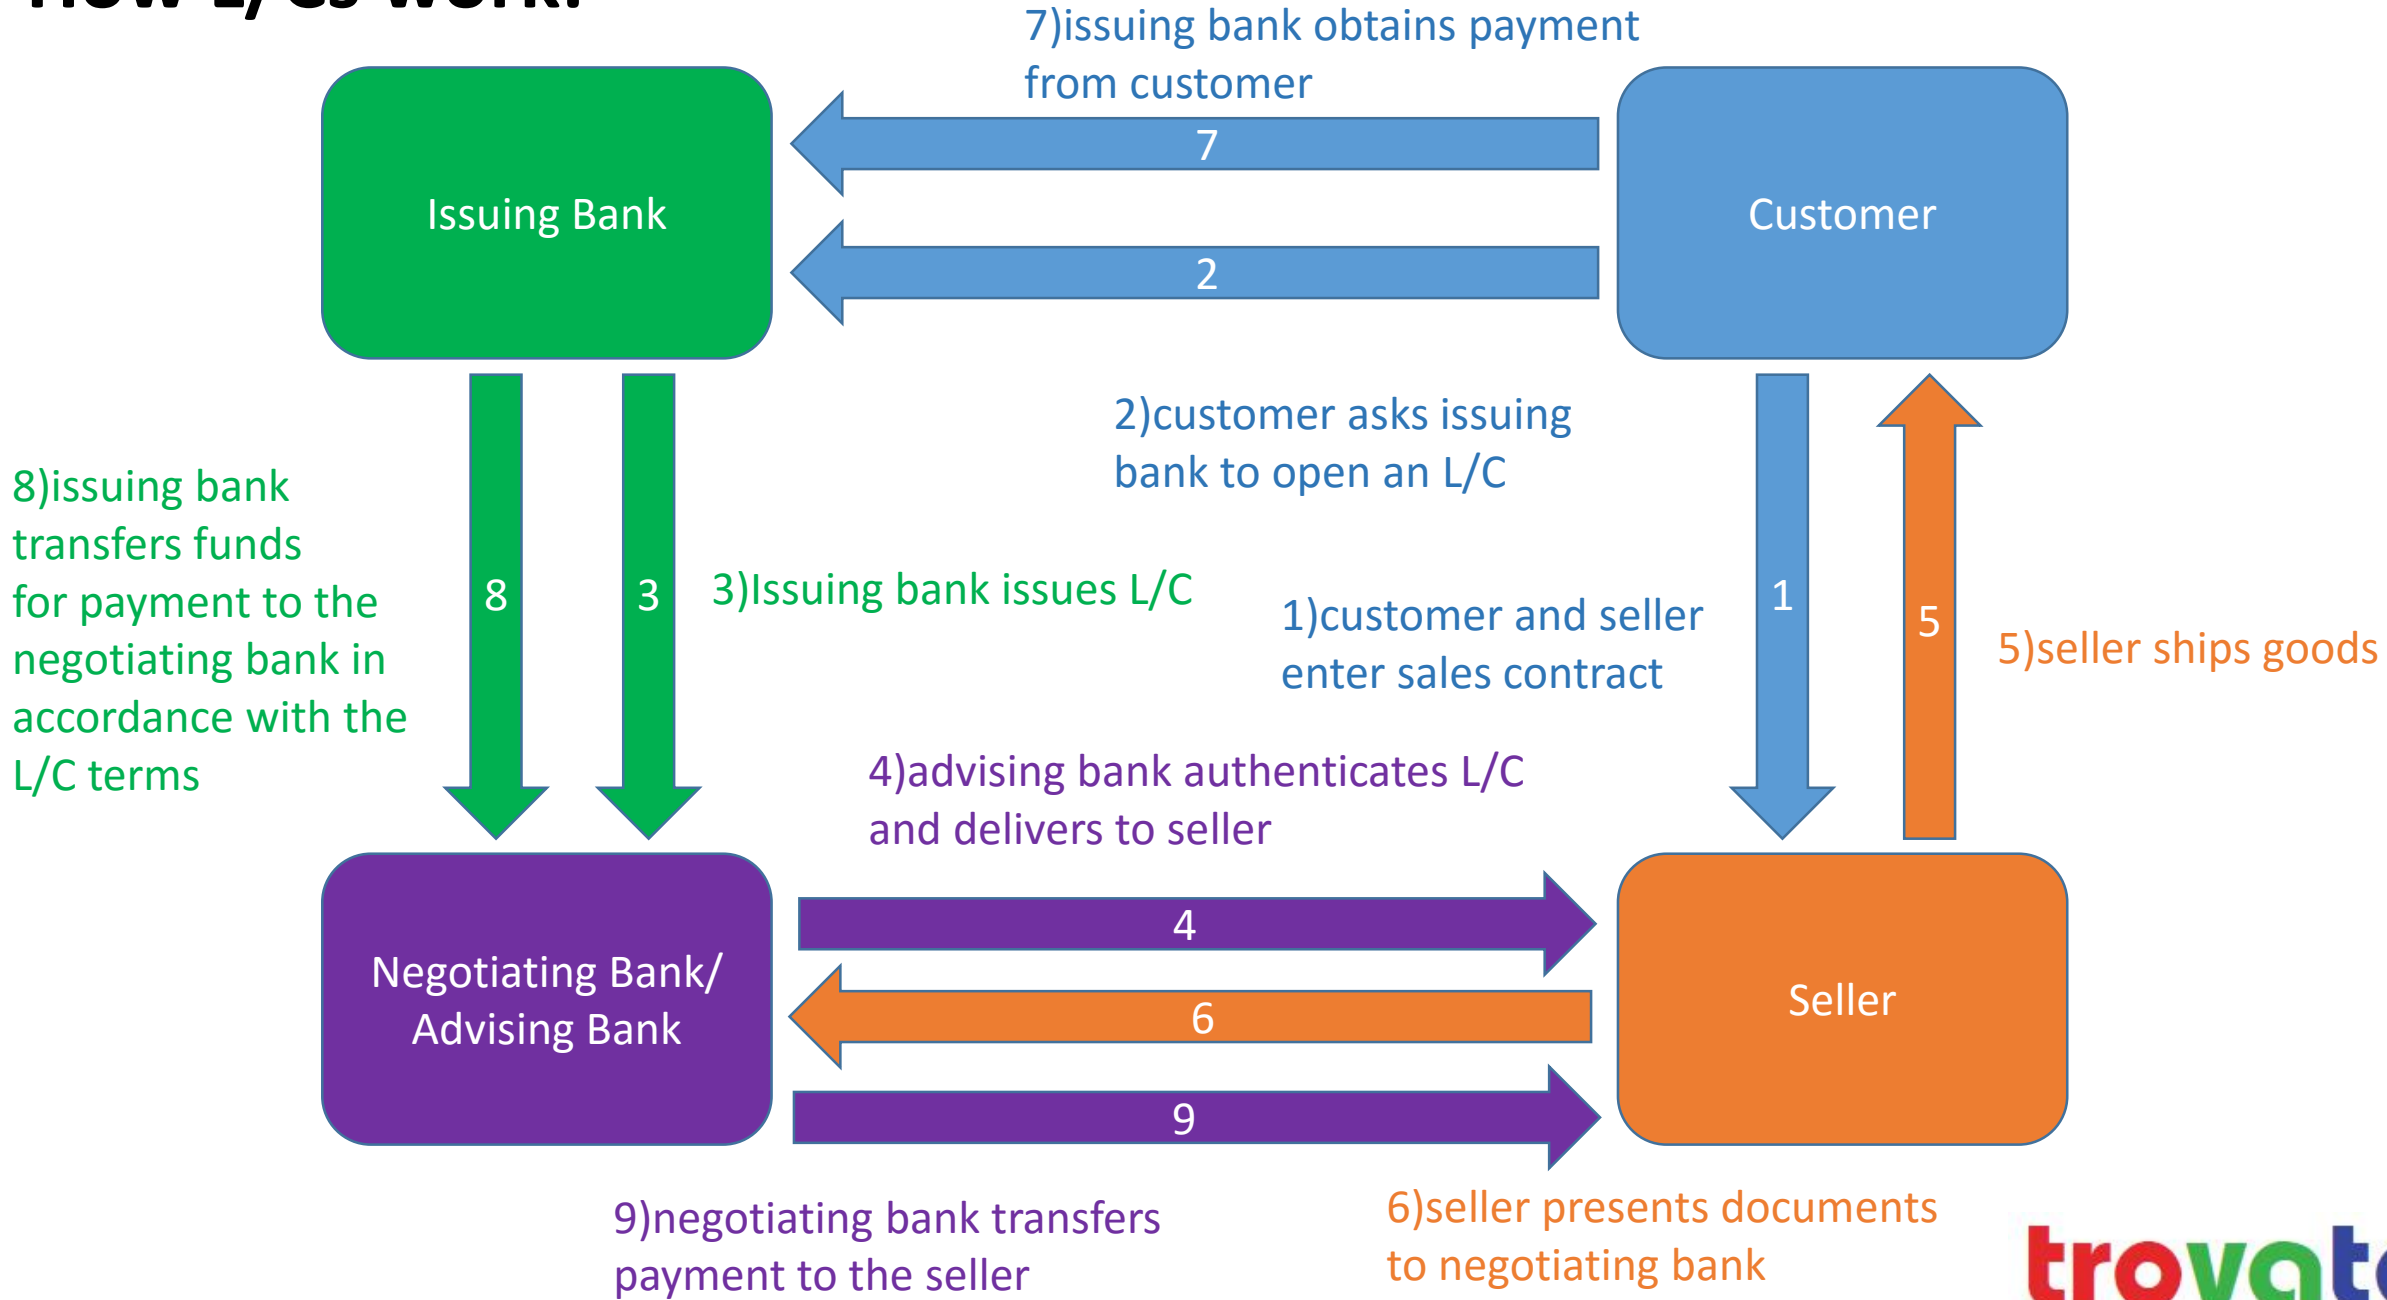 How L/Cs work?
7)issuing bank obtains payment
from customer
7
Issuing Bank
Customer
2
2)customer asks issuing
bank to open an L/C
8)issuing bank
transfers funds
for payment to the
negotiating bank in
accordance with the
L/C terms
8
3
3)Issuing bank issues L/C
1)customer and seller
enter sales contract
1
5
5)seller ships goods
4)advising bank authenticates L/C
and delivers to seller
4
Negotiating Bank/
Advising Bank
6
Seller
9
9)negotiating bank transfers
payment to the seller
6)seller presents documents
to negotiating bank